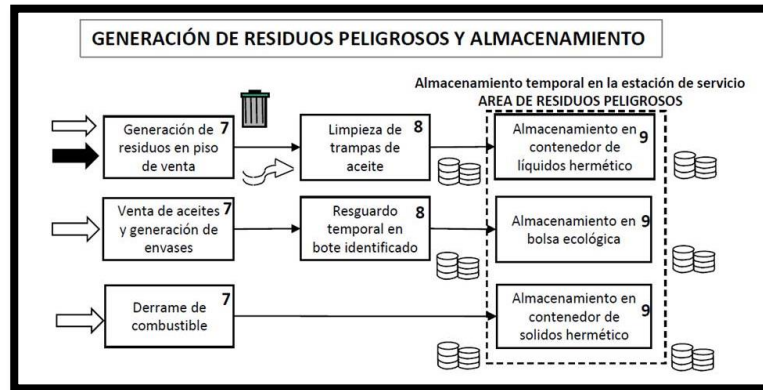 GENERACIÓN DE RESIDUOS PELIGROSOS Y ALMACENAMIENTO
Almacenamiento temporal en la estación de servicio
AREA DE RESIDUOS PELIGROSOS
Generación de 7
residuos en piso
de venta
Limpieza de 8
trampas de
aceite
Almacenamiento en 9
contenedor de
líquidos hermético
Venta de aceites 7
y generación de
envases
Resguardo 8
temporal en
bote identificado
Almacenamiento en 9
bolsa ecológica
Derrame de 7
combustible
Almacenamiento en 9
contenedor de
solidos hermético